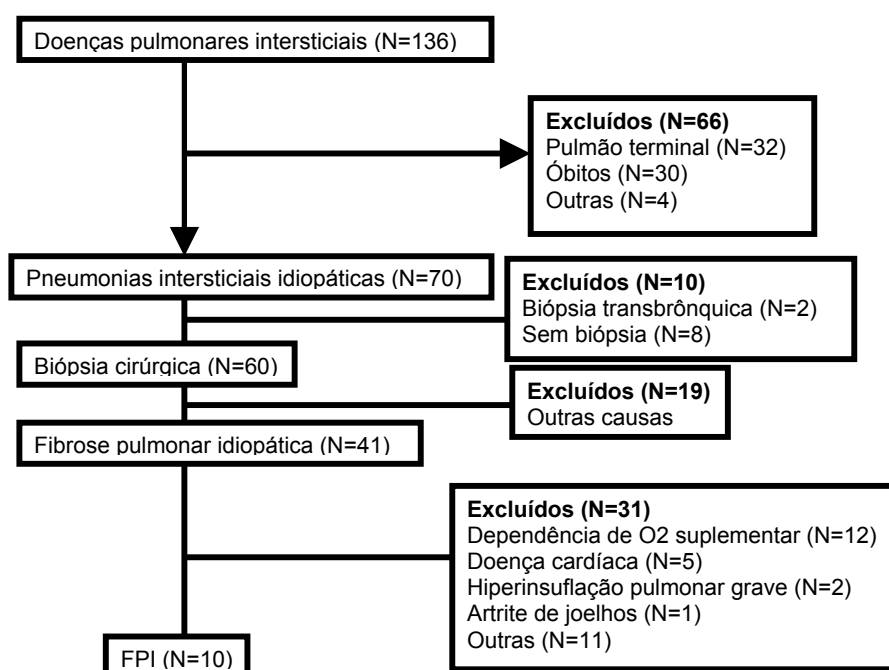 Doenças pulmonares intersticiais (N=136)
Excluídos (N=66)
Pulmão terminal (N=32)
Óbitos (N=30)
Outras (N=4)
Pneumonias intersticiais idiopáticas (N=70)
Excluídos (N=10)
Biópsia transbrônquica (N=2)
Sem biópsia (N=8)
Biópsia cirúrgica (N=60)
Excluídos (N=19)
Outras causas
Fibrose pulmonar idiopática (N=41)
Excluídos (N=31)
Dependência de O2 suplementar (N=12)
Doença cardíaca (N=5)
Hiperinsuflação pulmonar grave (N=2)
Artrite de joelhos (N=1)
Outras (N=11)
FPI (N=10)